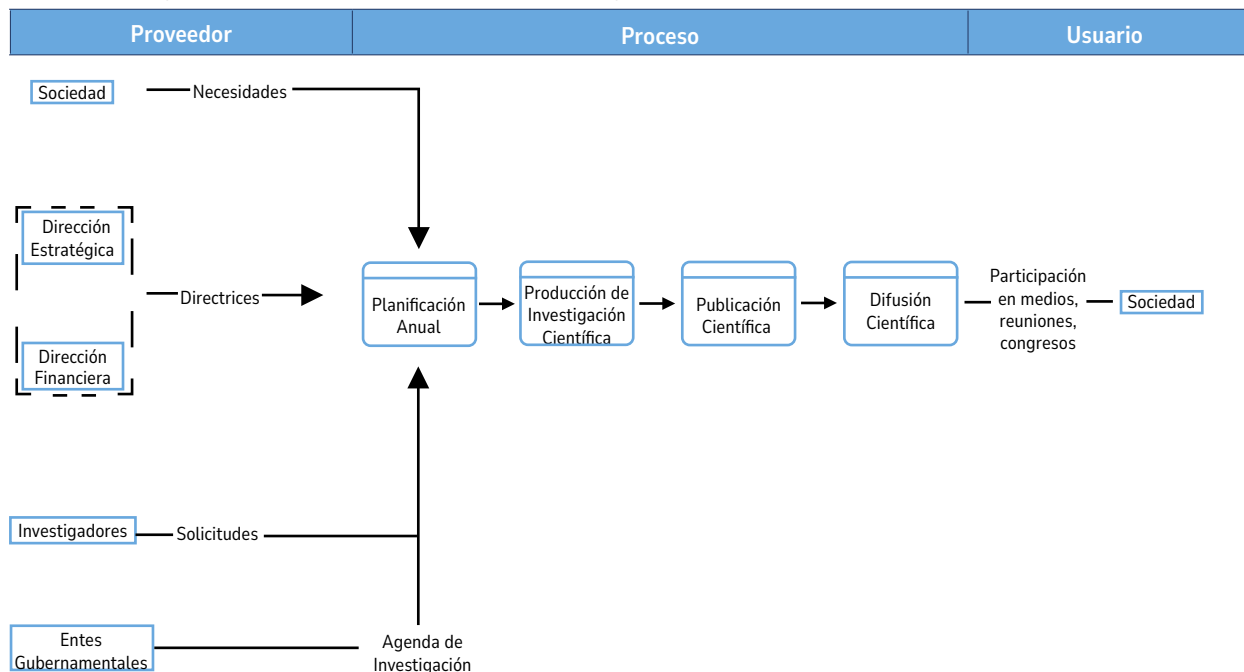 Proveedor
Proceso
Usuario
Sociedad
Necesidades
Dirección
Estratégica
Directrices
Dirección
Financiera
Planificación
Anual
Producción de
Investigación
Científica
Publicación
Científica
Difusión
Científica
Participación
en medios,
reuniones,
congresos
Sociedad
Investigadores
Solicitudes
Entes
Gubernamentales
Agenda de
Investigación